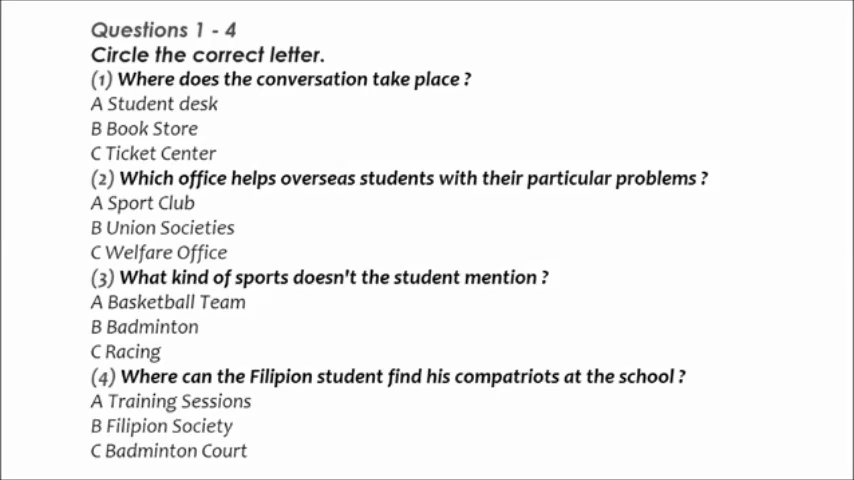 Questions 1 - 4
Circle the correct letter.
(1) Where does the conversation take place ?
A Student desk
B Book Store
C Ticket Center
(2) Which office helps overseas students with their particular problems ?
A Sport Club
B Union Societies
C Welfare Office
(3) What kind of sports doesn't the student mention ?
A Basketball Team
B Badminton
C Racing
(4) Where can the Filipion student find his compatriots at the school ?
A Training Sessions
B Filipion Society
C Badminton Court